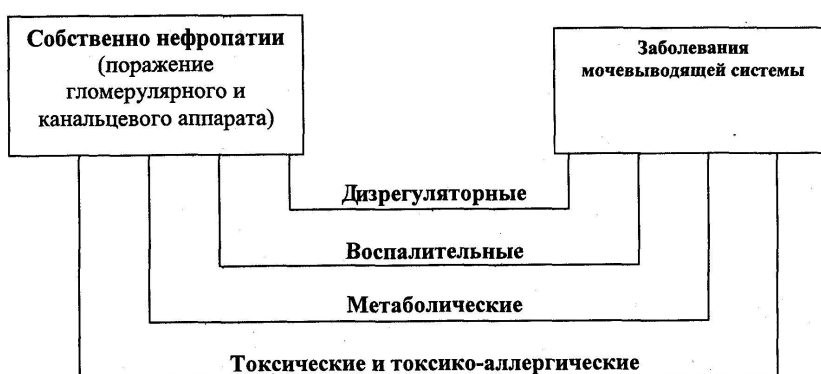 Собственно нефропатии
(поражение
гломерулярного и
канальцевого аппарата)
Заболевания
мочевыводящей системы
Дизрегуляторные
Воспалительные
Метаболические
Токсические и токсико-аллергические